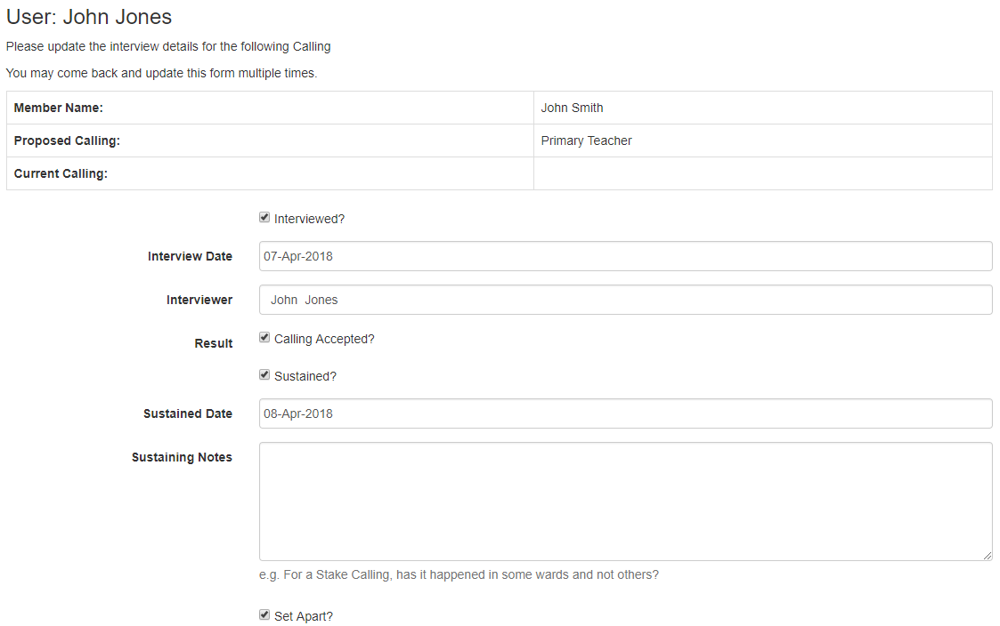 User: John Jones
Please update the interview details for the following Calling
You may come back and update this form multiple times.
Member Name: John Smith
Proposed Calling: Primary Teacher
Current Calling:
Interviewed?
Interview Date 07-Apr-2018
Interviewer John Jones
Result Calling Accepted?
Sustained?
Sustained Date 08-Apr-2018
Sustaining Notes
e.g. For a Stake Calling, has it happened in some wards and not others?
Set Apart?